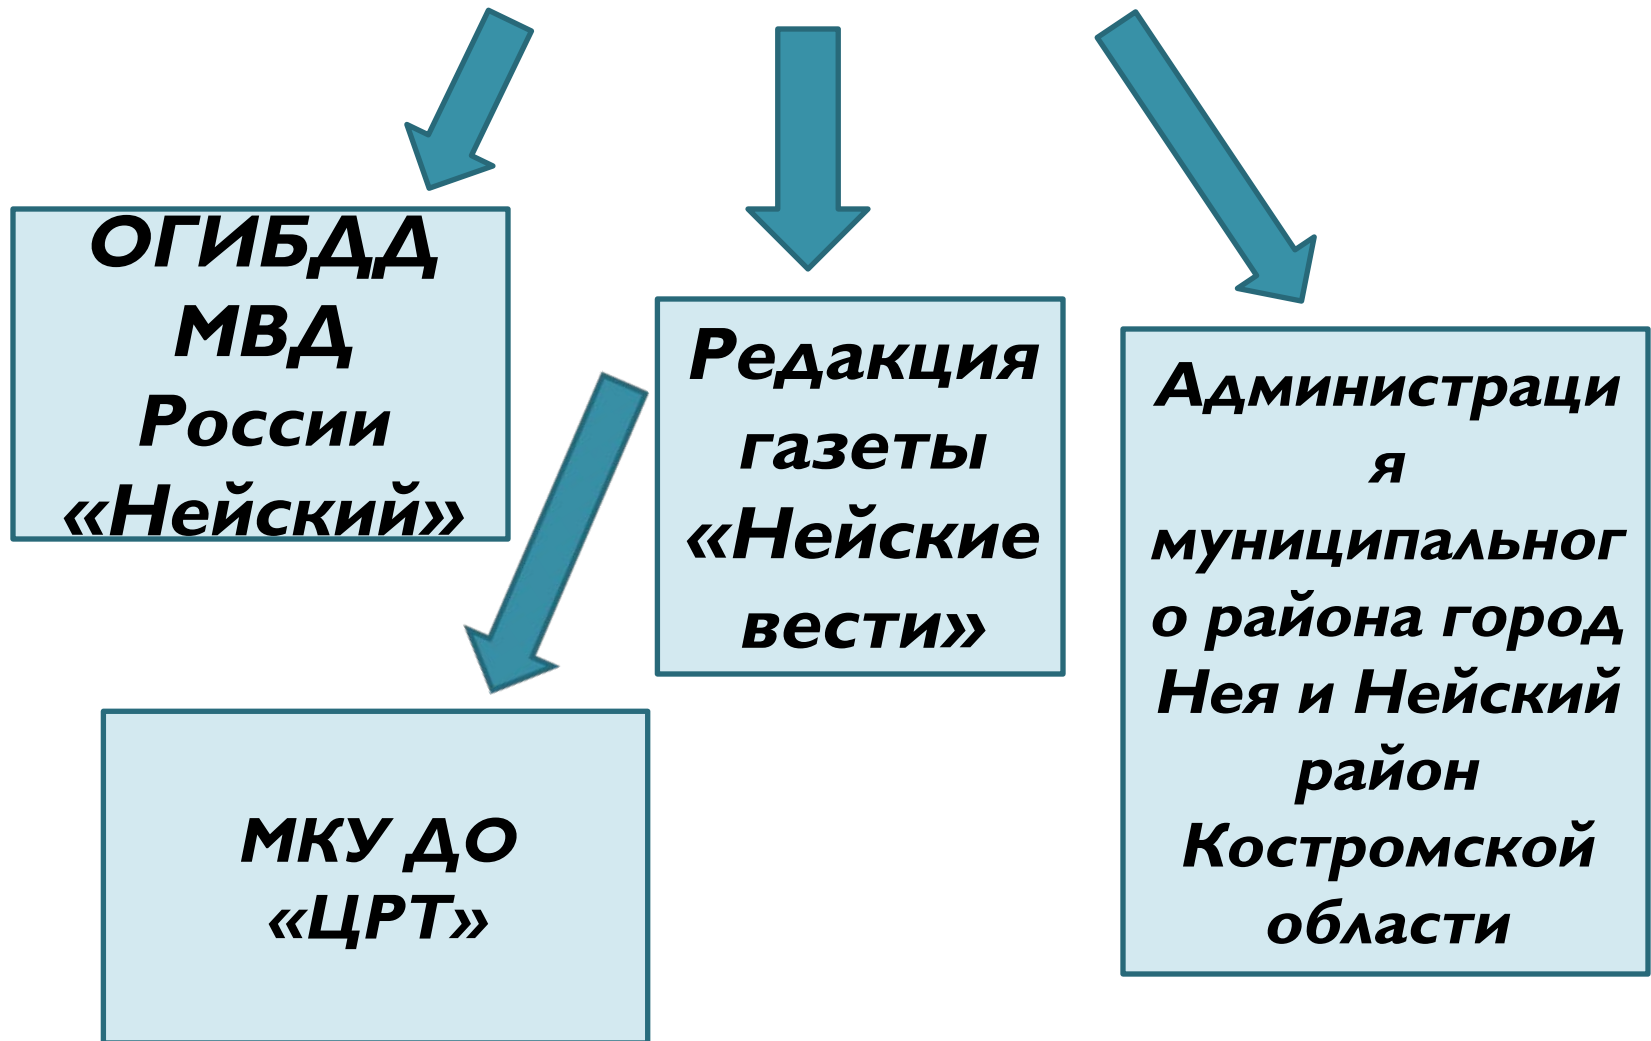 ОГИБДД
МВД
России
«Нейский»
Редакция
газеты
«Нейские
вести»
Администраци
я
муниципальног
о района город
Нея и Нейский
район
Костромской
области
МКУ ДО
«ЦРТ»